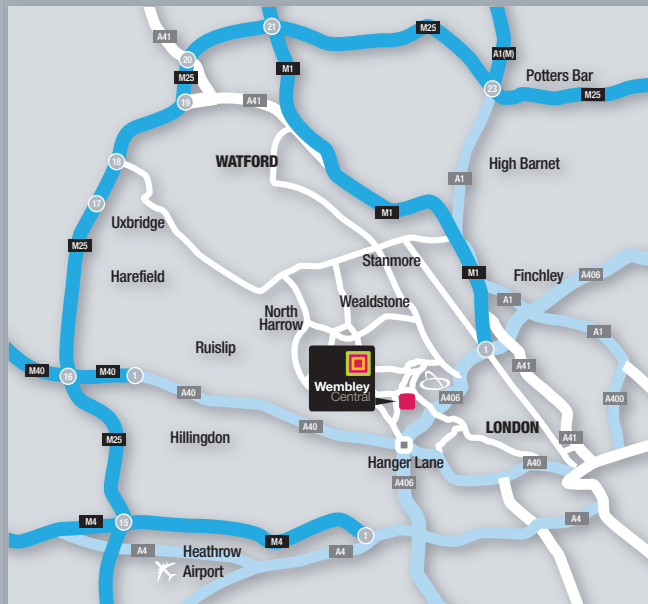 21
M25
A41
A1(M)
20
M1
Potters Bar
M25
23
M25
19
A41
WATFORD
High Barnet
18
A1
17
M1
Uxbridge
M25
Stanmore
Harefield
M1
Finchley
A406
Wealdstone
A1
North
Harrow
A1
Ruislip
1
A41
M40
16
M40
1
Wembley
Central
A40
A406
A400
A40
LONDON
M25
Hillingdon
A41
Hanger Lane
A40
A406
M4
15
A4
M4
1
A4
Heathrow
Airport
A4